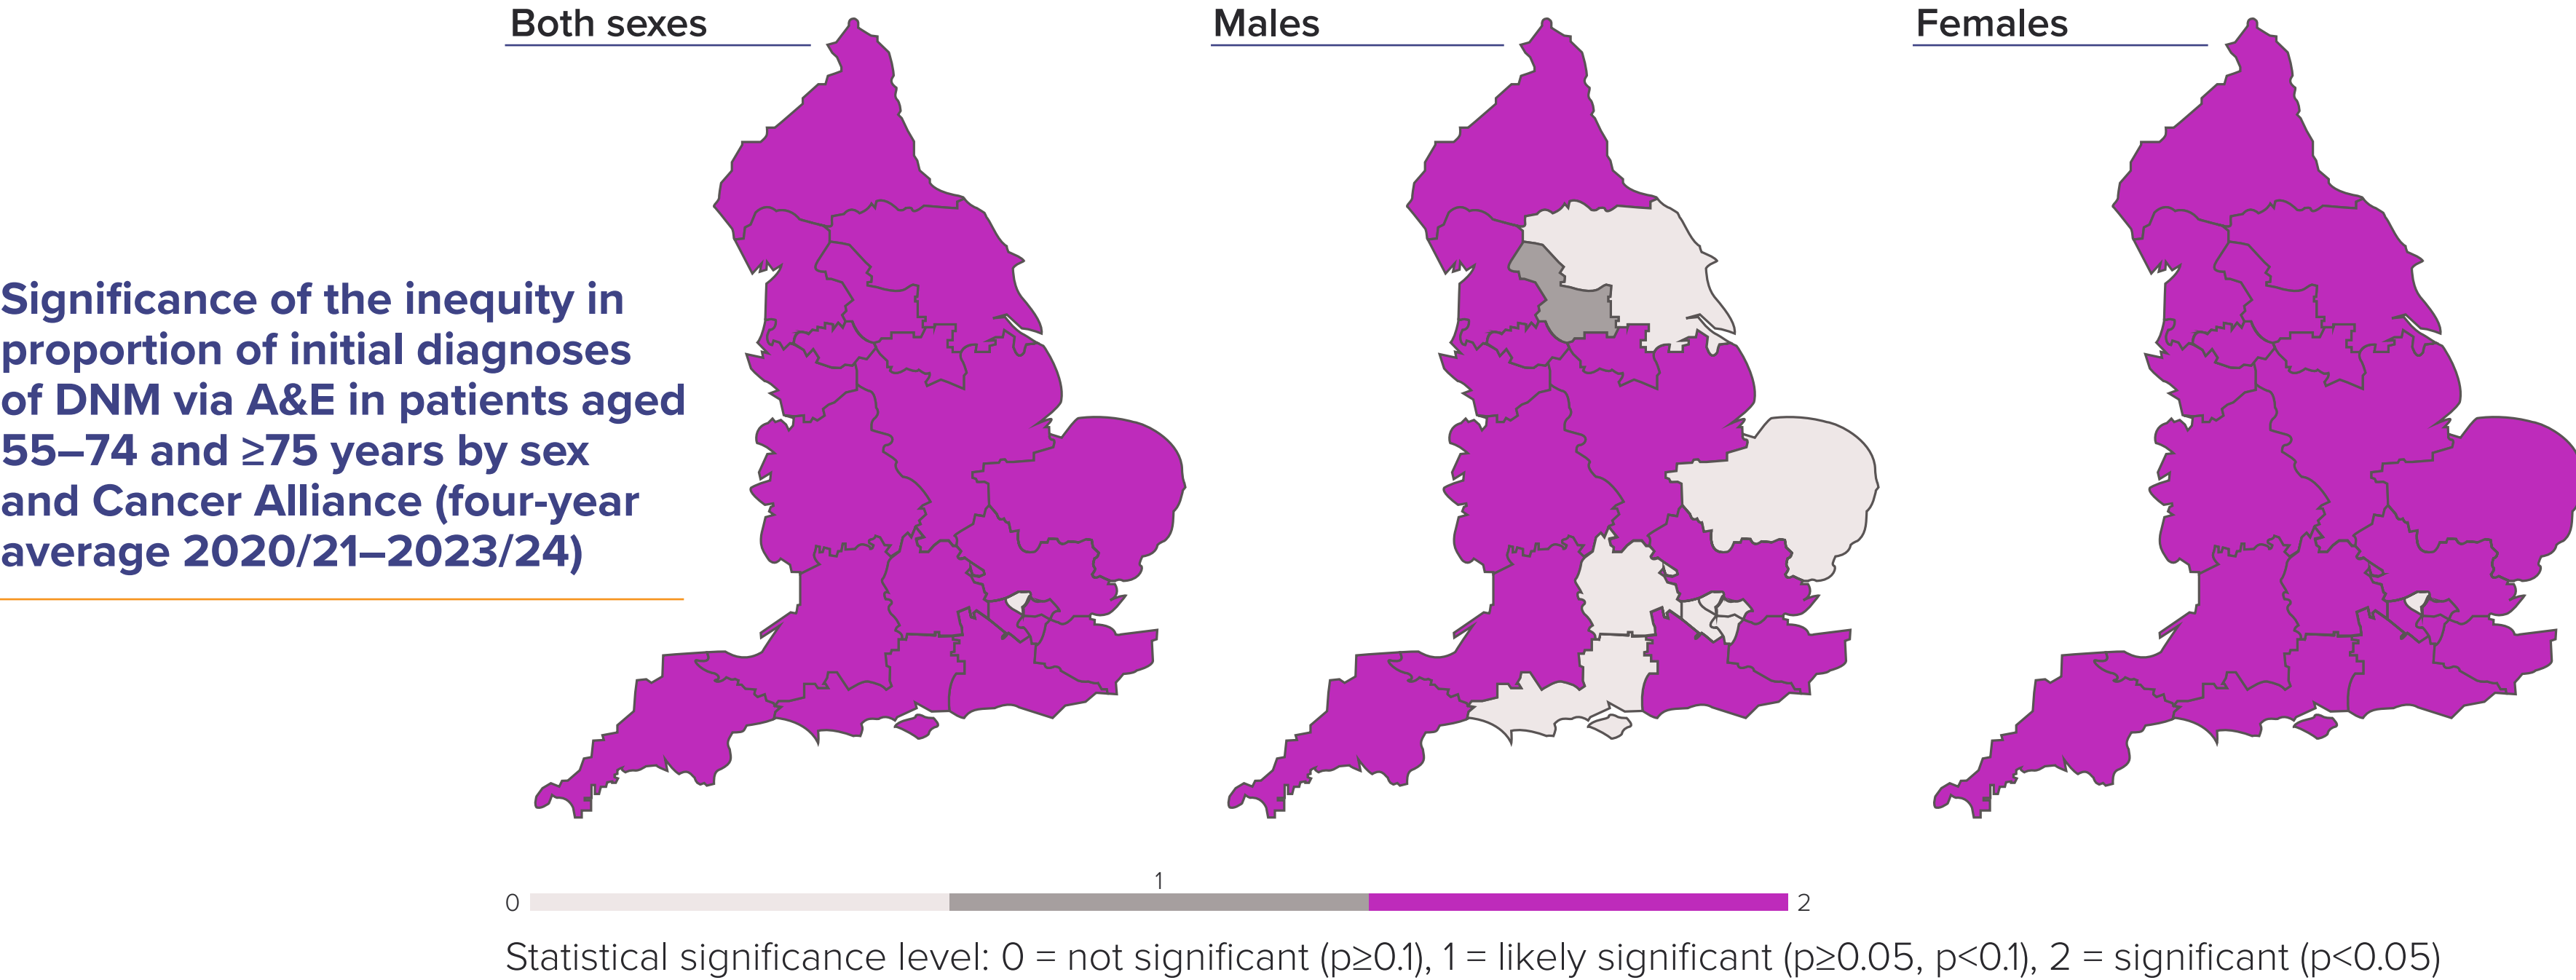 Both sexes
Males
Females
Significance of the inequity in
proportion of initial diagnoses
of DNM via A&E in patients aged
55–74 and ≥75 years by sex
and Cancer Alliance (four-year
average 2020/21–2023/24)
1
0
2
Statistical significance level: 0 = not significant (p≥0.1), 1 = likely significant (p≥0.05, p<0.1), 2 = significant (p<0.05)